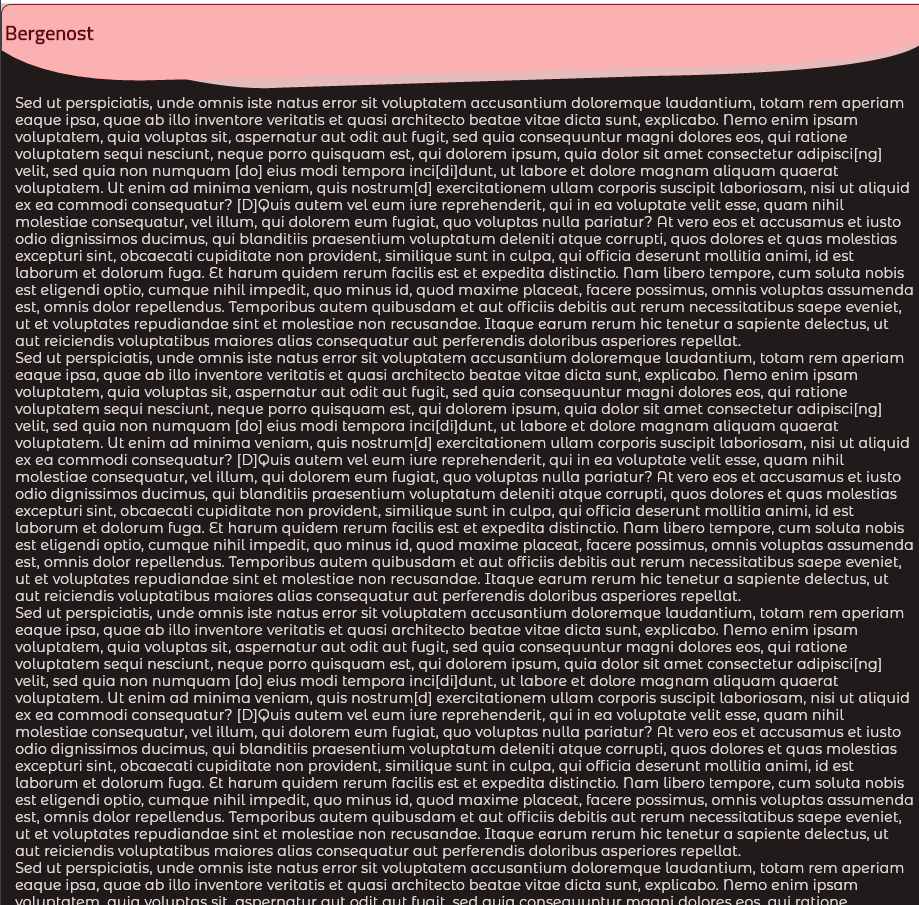 Bergenost
Sed ut perspiciatis, unde omnis iste natus error sit voluptatem accusantium doloremque laudantium, totam rem aperiam
eaque ipsa, quae ab illo inventore veritatis et quasi architecto beatae vitae dicta sunt, explicabo. Nemo enim ipsam
voluptatem, quia voluptas sit, aspernatur aut odit aut fugit, sed quia consequuntur magni dolores eos, qui ratione
voluptatem sequi nesciunt, neque porro quisquam est, qui dolorem ipsum, quia dolor sit amet consectetur adipisci[ng]
velit, sed quia non numquam [do] eius modi tempora inci[di]dunt, ut labore et dolore magnam aliquam quaerat
voluptatem. Ut enim ad minima veniam, quis nostrum[d] exercitationem ullam corporis suscipit laboriosam, nisi ut aliquid
ex ea commodi consequatur? [D]Quis autem vel eum iure reprehenderit, qui in ea voluptate velit esse, quam nihil
molestiae consequatur, vel illum, qui dolorem eum fugiat, quo voluptas nulla pariatur? At vero eos et accusamus et iusto
odio dignissimos ducimus, qui blanditiis praesentium voluptatum deleniti atque corrupti, quos dolores et quas molestias
excepturi sint, obcaecati cupiditate non provident, similique sunt in culpa, qui officia deserunt mollitia animi, id est
laborum et dolorum fuga. Et harum quidem rerum facilis est et expedita distinctio. Nam libero tempore, cum soluta nobis
est eligendi optio, cumque nihil impedit, quo minus id, quod maxime placeat, facere possimus, omnis voluptas assumenda
est, omnis dolor repellendus. Temporibus autem quibusdam et aut officiis debitis aut rerum necessitatibus saepe eveniet,
ut et voluptates repudiandae sint et molestiae non recusandae. Itaque earum rerum hic tenetur a sapiente delectus, ut
aut reiciendis voluptatibus maiores alias consequatur aut perferendis doloribus asperiores repellat.
Sed ut perspiciatis, unde omnis iste natus error sit voluptatem accusantium doloremque laudantium, totam rem aperiam
eaque ipsa, quae ab illo inventore veritatis et quasi architecto beatae vitae dicta sunt, explicabo. Nemo enim ipsam
voluptatem, quia voluptas sit, aspernatur aut odit aut fugit, sed quia consequuntur magni dolores eos, qui ratione
voluptatem sequi nesciunt, neque porro quisquam est, qui dolorem ipsum, quia dolor sit amet consectetur adipisci[ng]
velit, sed quia non numquam [do] eius modi tempora inci[di]dunt, ut labore et dolore magnam aliquam quaerat
voluptatem. Ut enim ad minima veniam, quis nostrum[d] exercitationem ullam corporis suscipit laboriosam, nisi ut aliquid
ex ea commodi consequatur? [D]Quis autem vel eum iure reprehenderit, qui in ea voluptate velit esse, quam nihil
molestiae consequatur, vel illum, qui dolorem eum fugiat, quo voluptas nulla pariatur? At vero eos et accusamus et iusto
odio dignissimos ducimus, qui blanditiis praesentium voluptatum deleniti atque corrupti, quos dolores et quas molestias
excepturi sint, obcaecati cupiditate non provident, similique sunt in culpa, qui officia deserunt mollitia animi, id est
laborum et dolorum fuga. Et harum quidem rerum facilis est et expedita distinctio. Nam libero tempore, cum soluta nobis
est eligendi optio, cumque nihil impedit, quo minus id, quod maxime placeat, facere possimus, omnis voluptas assumenda
est, omnis dolor repellendus. Temporibus autem quibusdam et aut officiis debitis aut rerum necessitatibus saepe eveniet,
ut et voluptates repudiandae sint et molestiae non recusandae. Itaque earum rerum hic tenetur a sapiente delectus, ut
aut reiciendis voluptatibus maiores alias consequatur aut perferendis doloribus asperiores repellat.
Sed ut perspiciatis, unde omnis iste natus error sit voluptatem accusantium doloremque laudantium, totam rem aperiam
eaque ipsa, quae ab illo inventore veritatis et quasi architecto beatae vitae dicta sunt, explicabo. Nemo enim ipsam
voluptatem, quia voluptas sit, aspernatur aut odit aut fugit, sed quia consequuntur magni dolores eos, qui ratione
voluptatem sequi nesciunt, neque porro quisquam est, qui dolorem ipsum, quia dolor sit amet consectetur adipisci[ng]
velit, sed quia non numquam [do] eius modi tempora inci[di]dunt, ut labore et dolore magnam aliquam quaerat
voluptatem. Ut enim ad minima veniam, quis nostrum[d] exercitationem ullam corporis suscipit laboriosam, nisi ut aliquid
ex ea commodi consequatur? [D]Quis autem vel eum iure reprehenderit, qui in ea voluptate velit esse, quam nihil
molestiae consequatur, vel illum, qui dolorem eum fugiat, quo voluptas nulla pariatur? At vero eos et accusamus et iusto
odio dignissimos ducimus, qui blanditiis praesentium voluptatum deleniti atque corrupti, quos dolores et quas molestias
excepturi sint, obcaecati cupiditate non provident, similique sunt in culpa, qui officia deserunt mollitia animi, id est
laborum et dolorum fuga. Et harum quidem rerum facilis est et expedita distinctio. Nam libero tempore, cum soluta nobis
est eligendi optio, cumque nihil impedit, quo minus id, quod maxime placeat, facere possimus, omnis voluptas assumenda
est, omnis dolor repellendus. Temporibus autem quibusdam et aut officiis debitis aut rerum necessitatibus saepe eveniet,
ut et voluptates repudiandae sint et molestiae non recusandae. Itaque earum rerum hic tenetur a sapiente delectus, ut
aut reiciendis voluptatibus maiores alias consequatur aut perferendis doloribus asperiores repellat.
Sed ut perspiciatis, unde omnis iste natus error sit voluptatem accusantium doloremque laudantium, totam rem aperiam
eaque ipsa, quae ab illo inventore veritatis et quasi architecto beatae vitae dicta sunt, explicabo. Nemo enim ipsam
voluptatem, quia voluptas sit, aspernatur aut odit aut fugit, sed quia consequuntur magni dolores eos, qui ratione